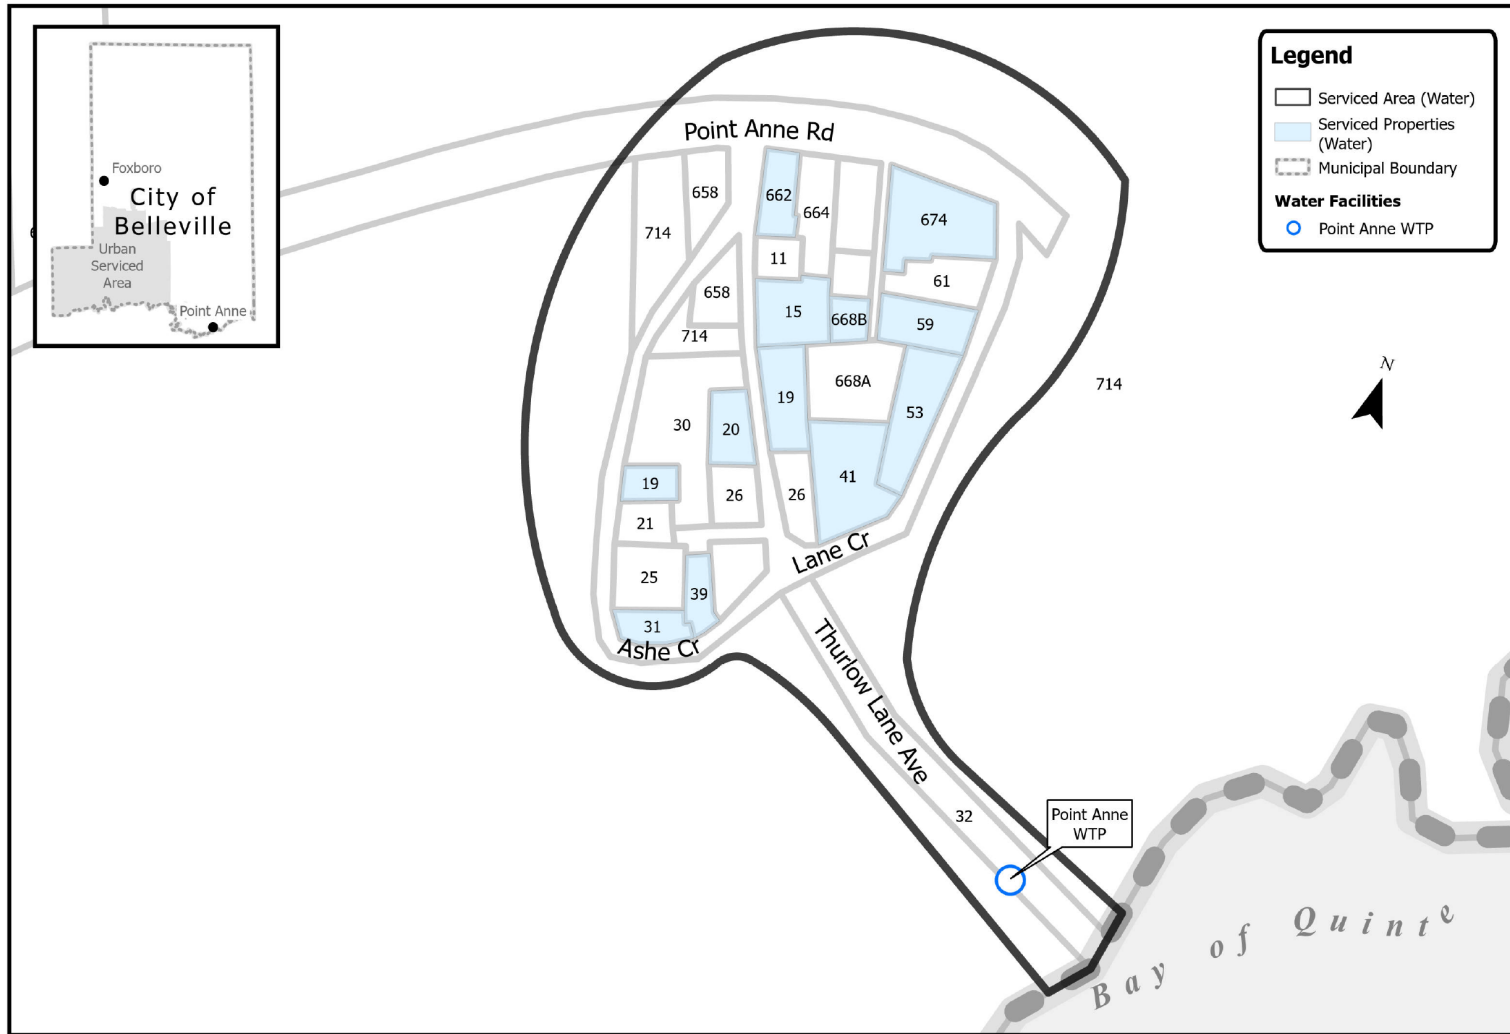 Foxboro
City of
Belleville
Urban
Serviced
Area
Point Anne
Legend
Serviced Area (Water)
Serviced Properties
(Water)
Municipal Boundary
Water Facilities
Point Anne WTP
N
Point Anne Rd
658
662
664
674
714
11
61
658
15
668B
59
714
668A
714
19
53
30
20
41
19
26
26
21
Lane Cr
25
39
31
Ashe Cr
Thurlow Lane Ave
32
Point Anne
WTP
Bay of Quinte